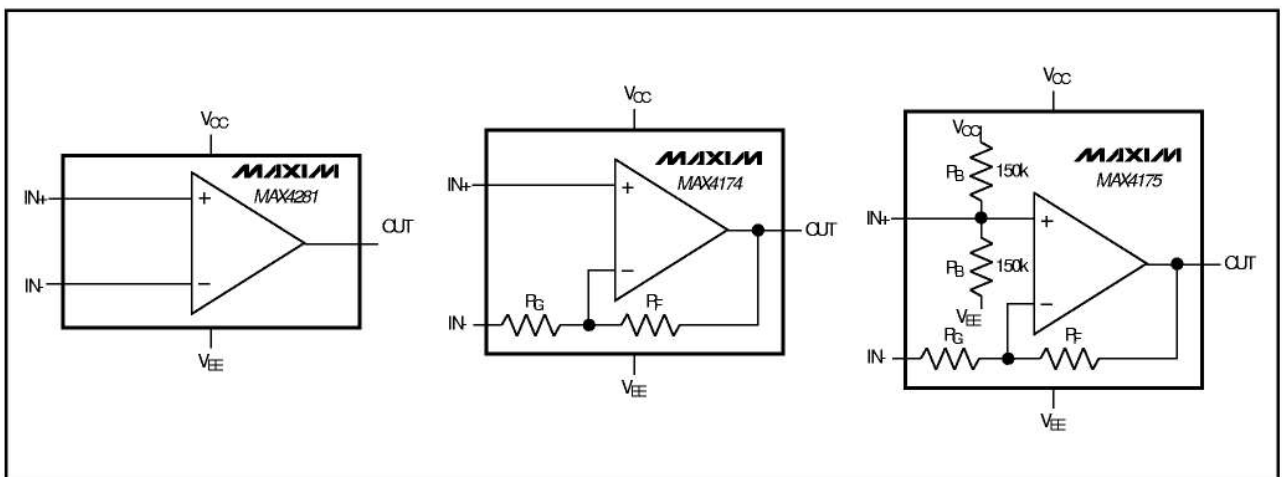 VCC
MAXIM
MAX4281
IN+
IN-
OUT
+
−
VEE
VCC
MAXIM
MAX4174
IN+
+
OUT
−
RG
RF
IN-
VEE
VCC
VCC
MAXIM
MAX4175
RB
150k
IN+
+
RB
150k
OUT
−
VEE
RG
RF
IN-
VEE